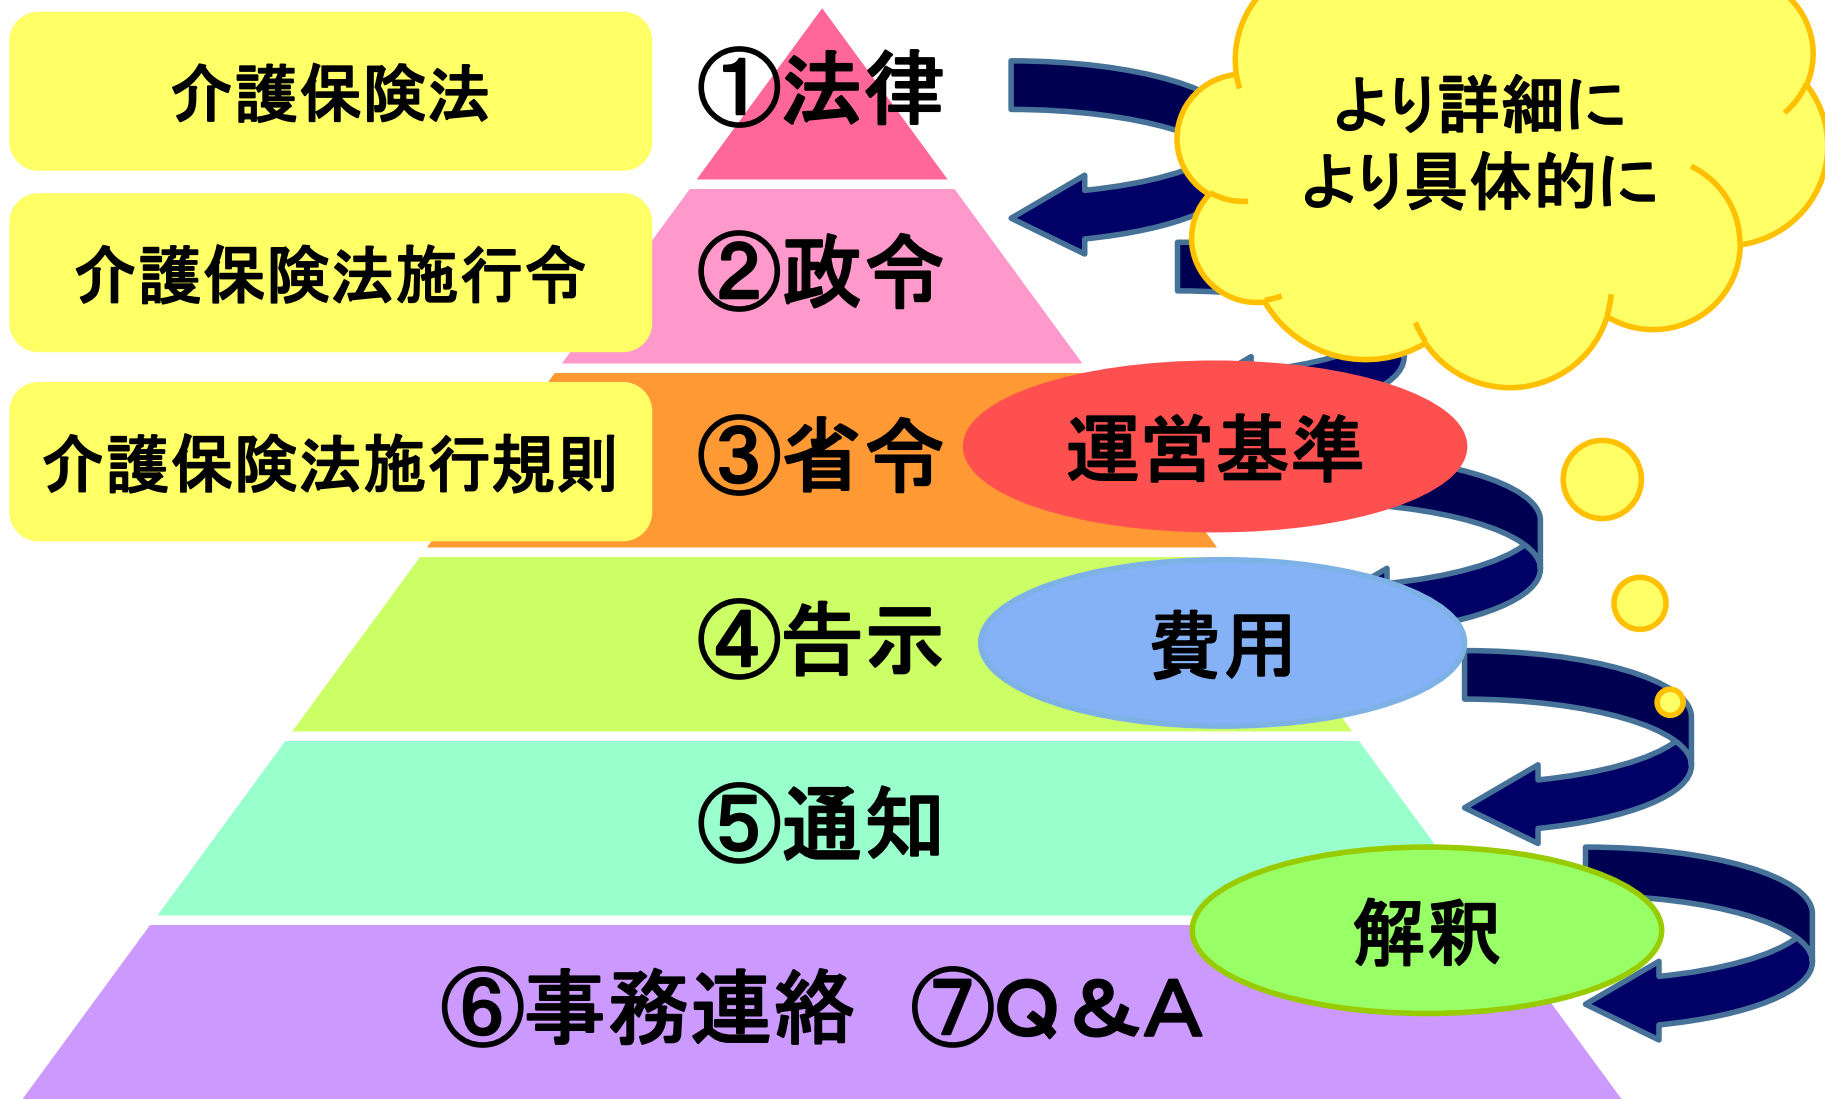 介護保険法
①法律
より詳細に
より具体的に
介護保険法施行令
②政令
介護保険法施行規則
③省令
運営基準
④告示
費用
⑤通知
解釈
⑥事務連絡 ⑦Q&A